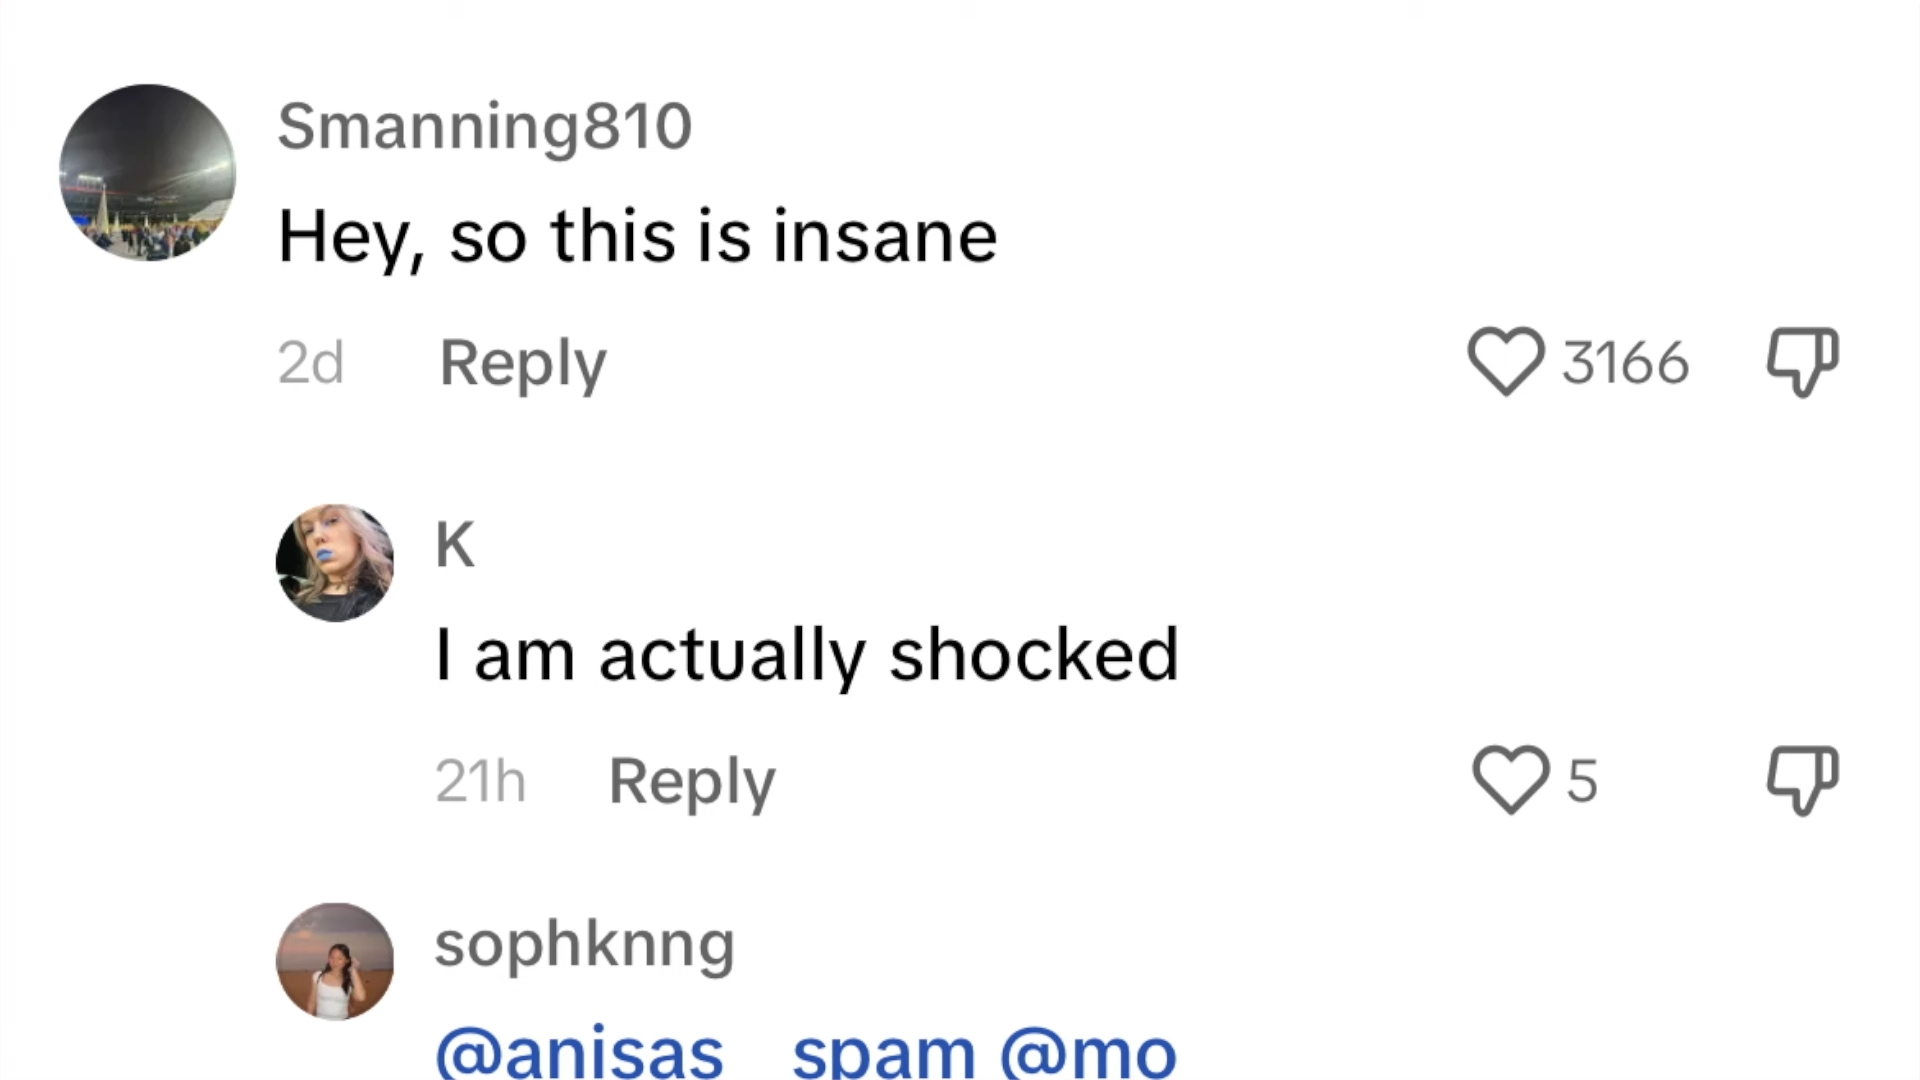 Smanning810
Hey, so this is insane
2d Reply 3166
K
I am actually shocked
21h Reply 5
sophknng
@anisas spam @mo